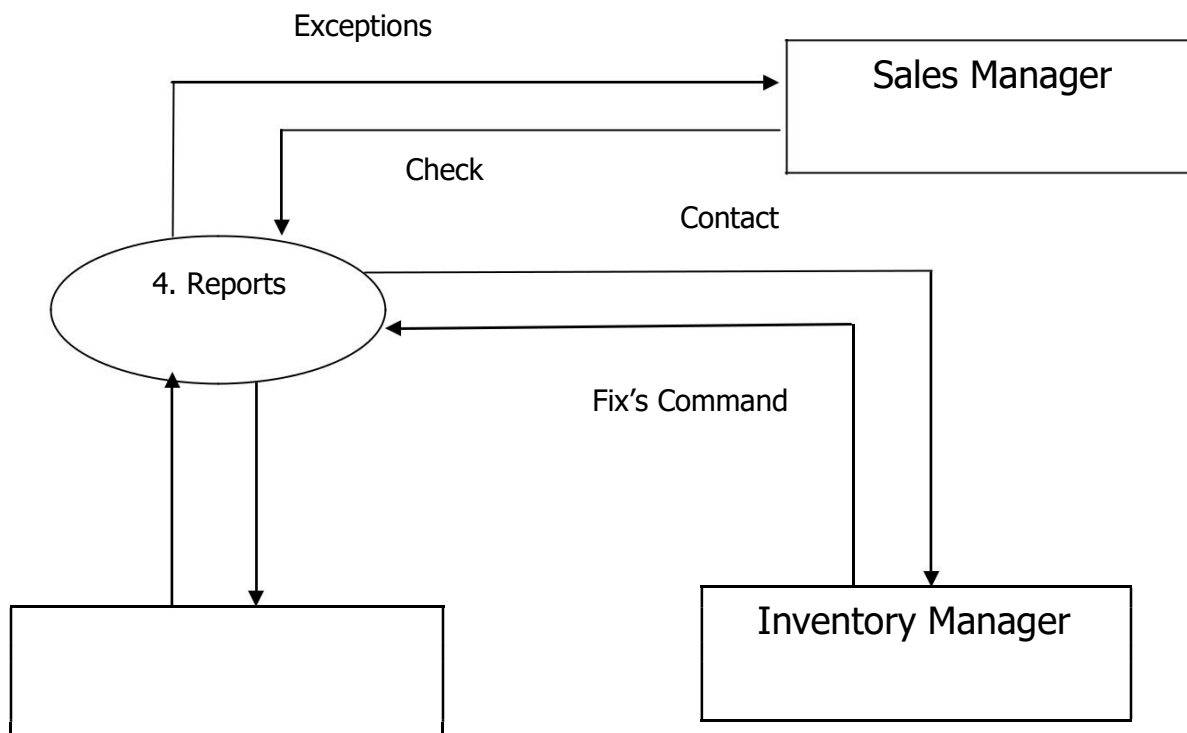 Exceptions
Sales Manager
Check
Contact
4. Reports
Fix’s Command
Inventory Manager